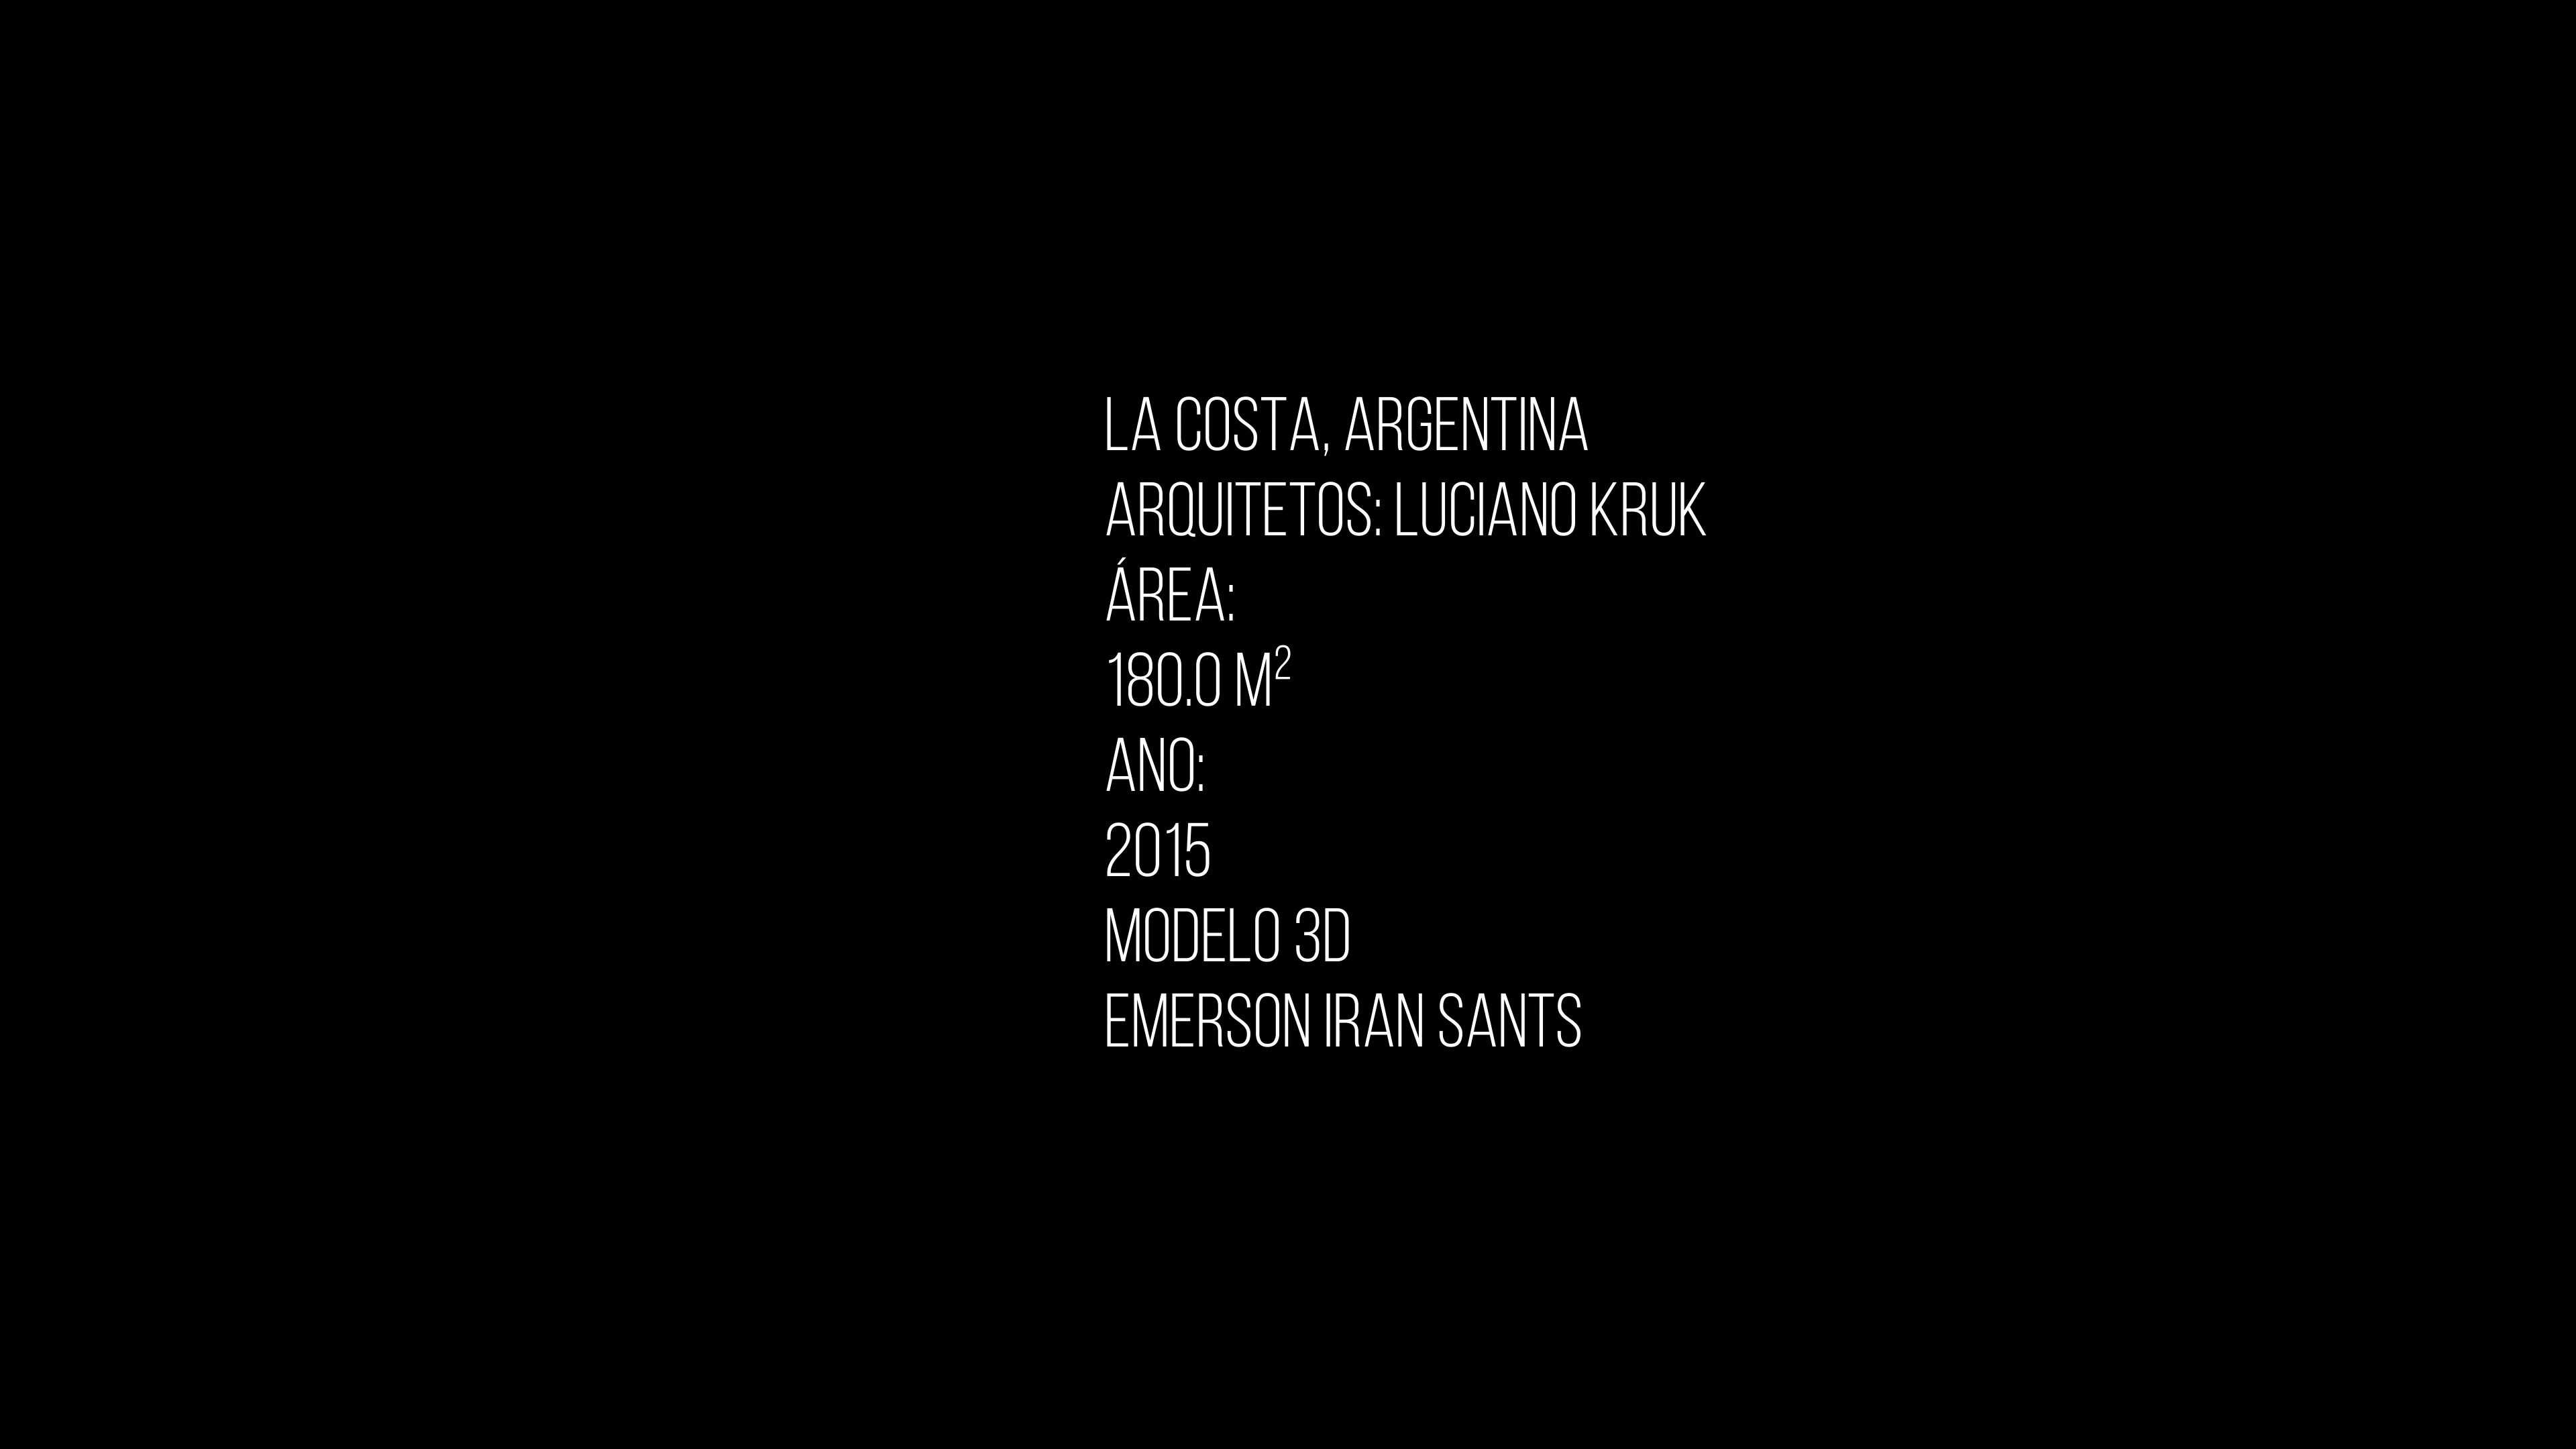 LA COSTA, ARGENTINA
ARQUITETOS: LUCIANO KRUK
ÁREA:
180.0 M²
ANO:
2015
MODELO 3D
EMERSON IRAN SANTS